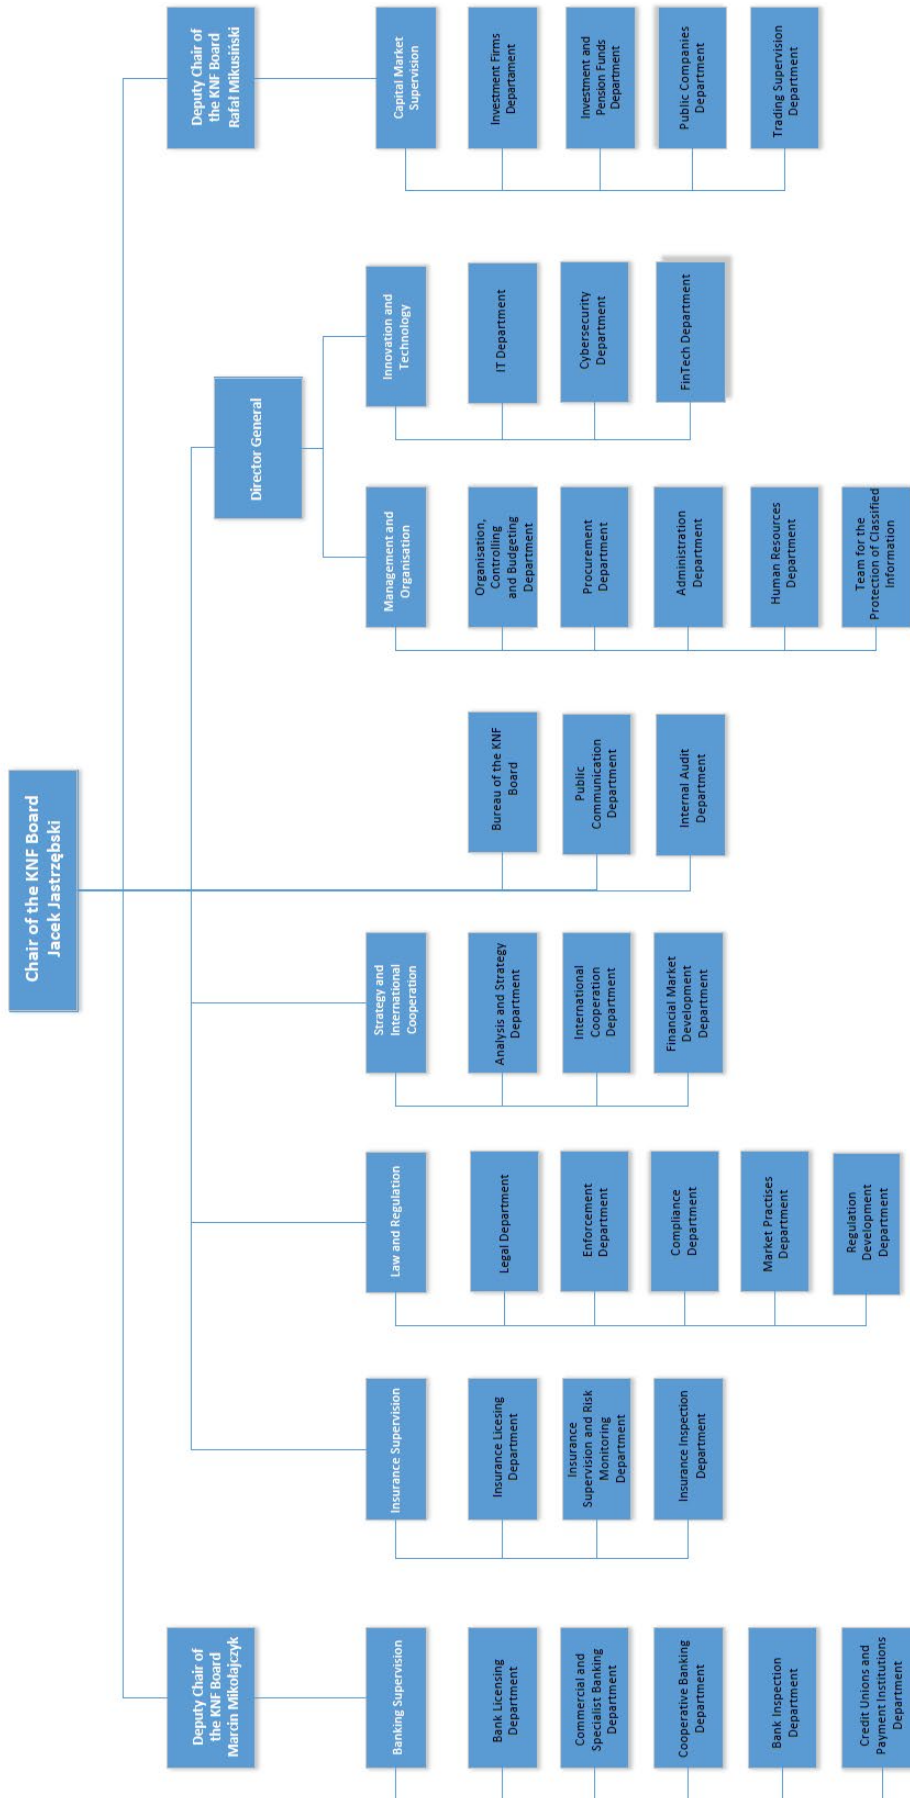 Chair of the KNF Board
Jacek Jastrzębski
Deputy Chair of
the KNF Board
Marcin Mikołajczyk
Deputy Chair of
the KNF Board
Rafał Mikusiński
Director General
Banking Supervision
Bank Licensing
Department
Commercial and
Specialist Banking
Department
Cooperative Banking
Department
Bank Inspection
Department
Credit Unions and
Payment Institutions
Department
Insurance Supervision
Insurance Licesing
Department
Insurance
Supervision and Risk
Monitoring
Department
Insurance Inspection
Department
Law and Regulation
Legal Department
Enforcement
Department
Compliance
Department
Market Practises
Department
Regulation
Development
Department
Strategy and
International
Cooperation
Analysis and Strategy
Department
International
Cooperation
Department
Financial Market
Development
Department
Bureau of the KNF
Board
Public
Communication
Department
Internal Audit
Department
Management and
Organisation
Organisation,
Controlling
and Budgeting
Department
Procurement
Department
Administration
Department
Human Resources
Department
Team for the
Protection of Classified
Information
Innovation and
Technology
IT Department
Cybersecurity
Department
FinTech Department
Capital Market
Supervision
Investment Firms
Departament
Investment and
Pension Funds
Department
Public Companies
Department
Trading Supervision
Department